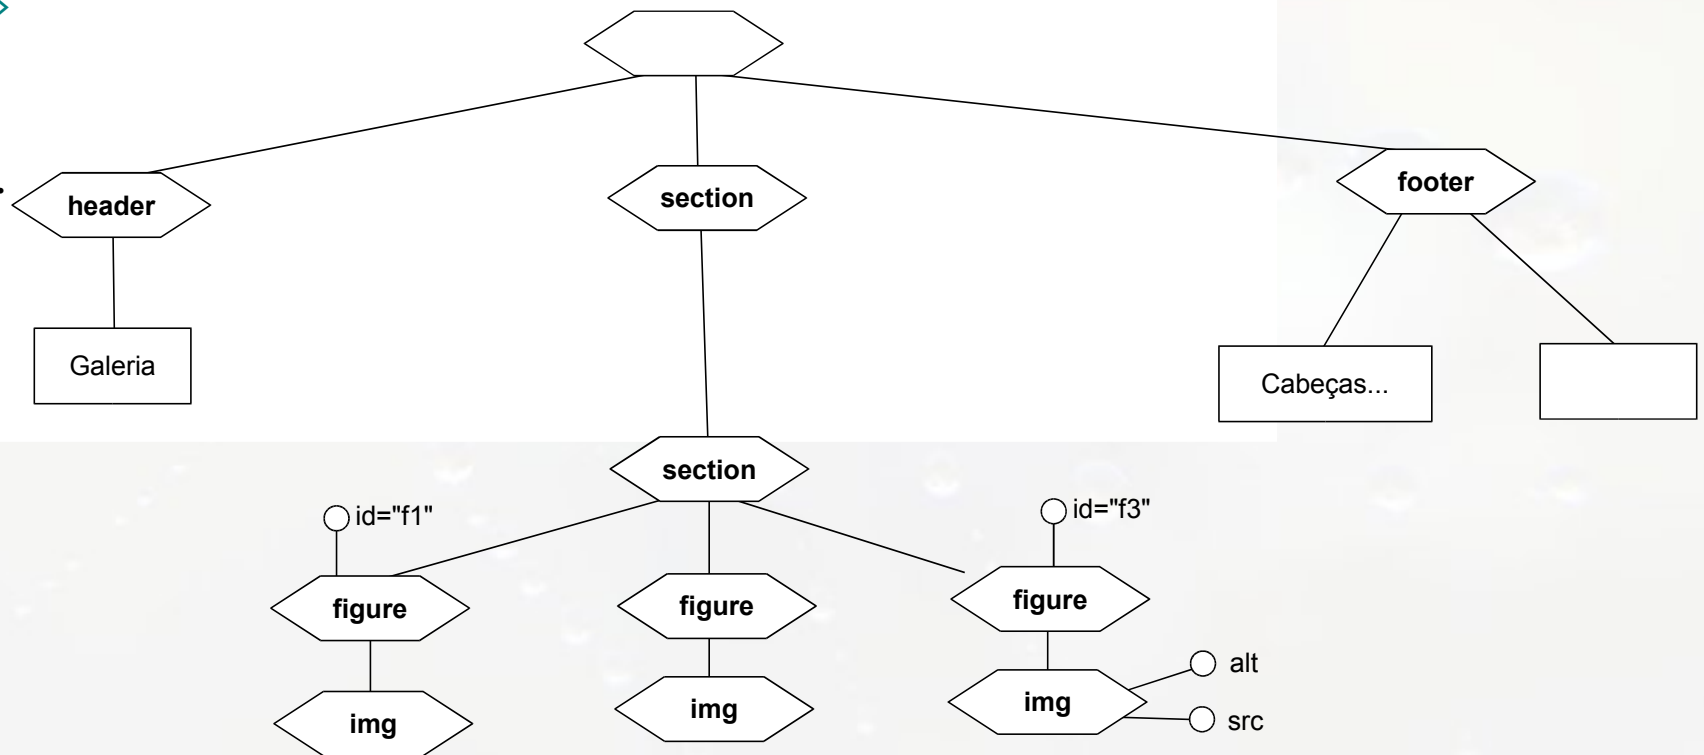 header
section
footer
Galeria
Cabeças...
section
id="f1"
id="f3"
figure
figure
figure
img
img
img
alt
src